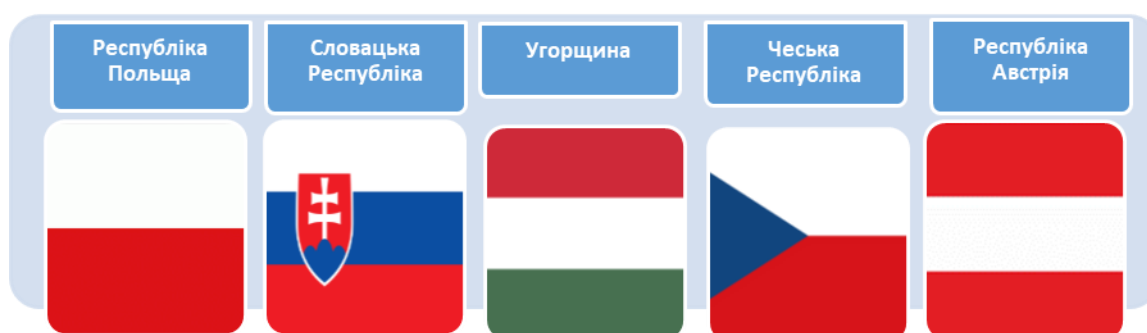 Республіка
Польща
Словацька
Республіка
Угорщина
Чеська
Республіка
Республіка
Австрія